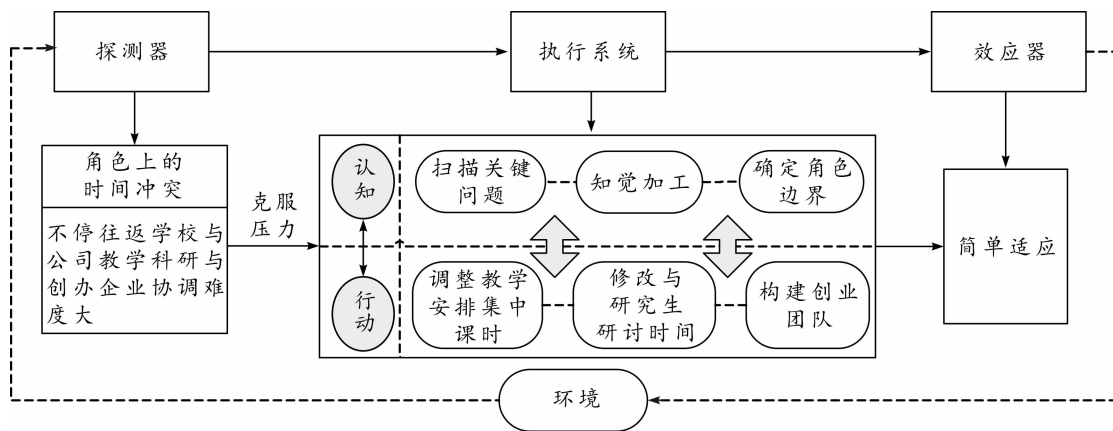 探测器
执行系统
效应器
角色上的
时间冲突
不停往返学校与
公司教学科研与
创办企业协调难
度大
克服
压力
认
知
行
动
扫描关键
问题
知觉加工
确定角色
边界
调整教学
安排集中
课时
修改与
研究生
研讨时间
构建创业
团队
简单适应
环境